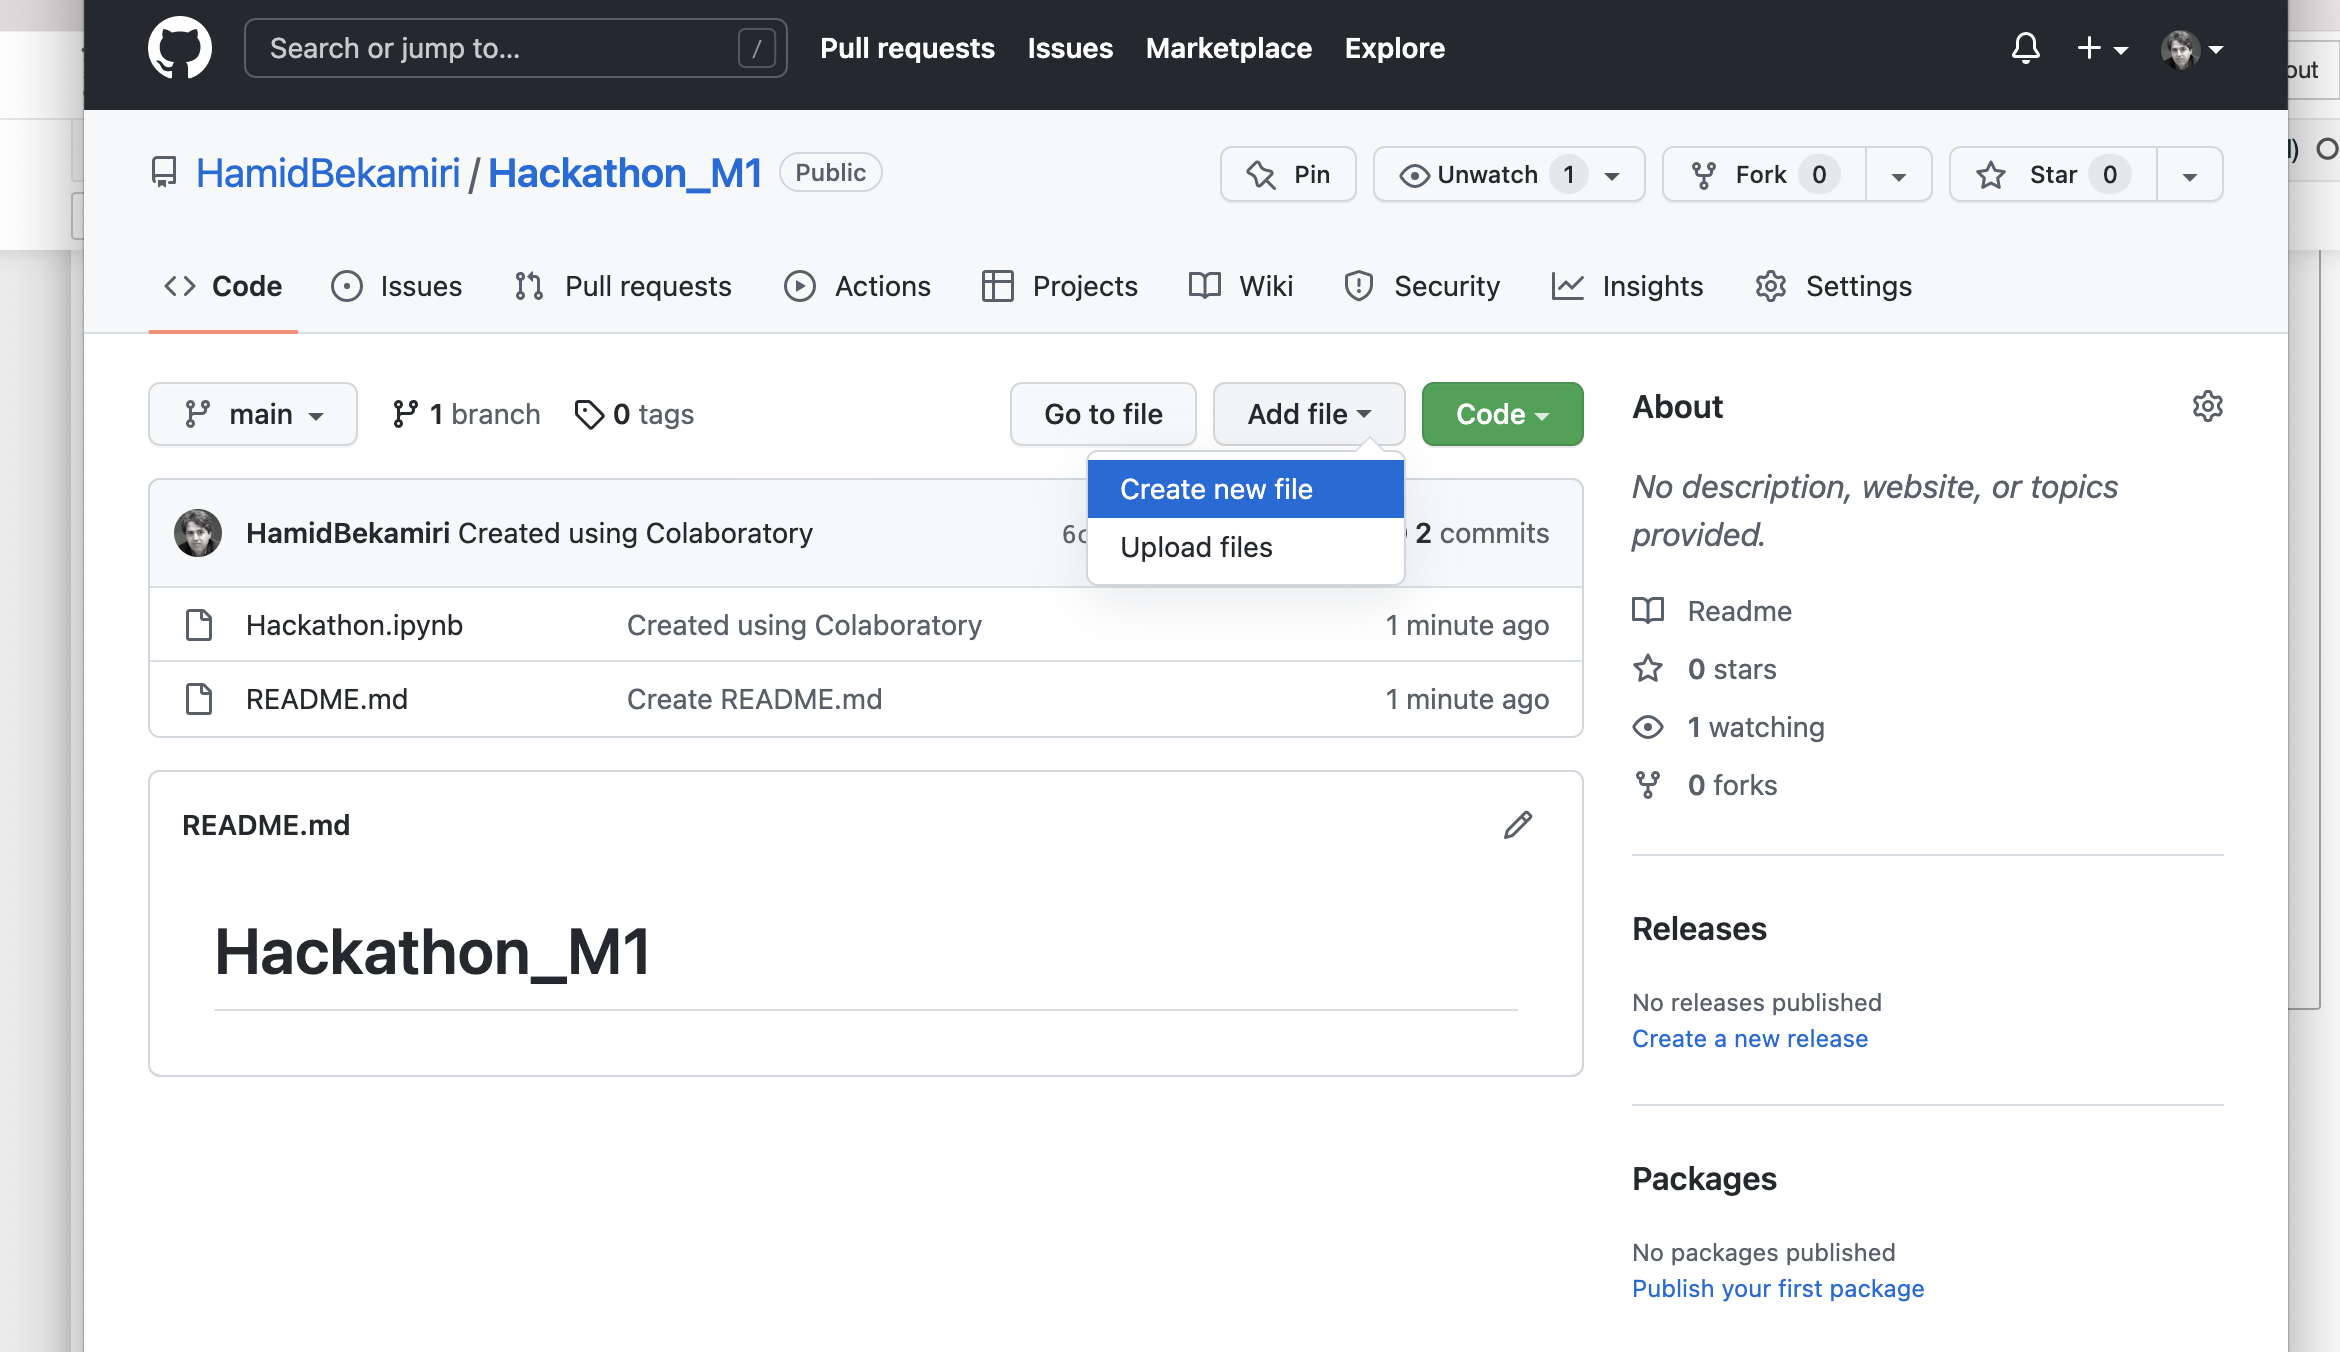 Search or jump to... / Pull requests Issues Marketplace Explore
out
HamidBekamiri / Hackathon_M1 Public Pin Unwatch 1 Fork 0 Star 0
Code Issues Pull requests Actions Projects Wiki Security Insights Settings
main 1 branch 0 tags Go to file Add file Code
Create new file
Upload files
HamidBekamiri Created using Colaboratory 2 commits
Hackathon.ipynb Created using Colaboratory 1 minute ago
README.md Create README.md 1 minute ago
README.md
Hackathon_M1
About
No description, website, or topics
provided.
Readme
0 stars
1 watching
0 forks
Releases
No releases published
Create a new release
Packages
No packages published
Publish your first package